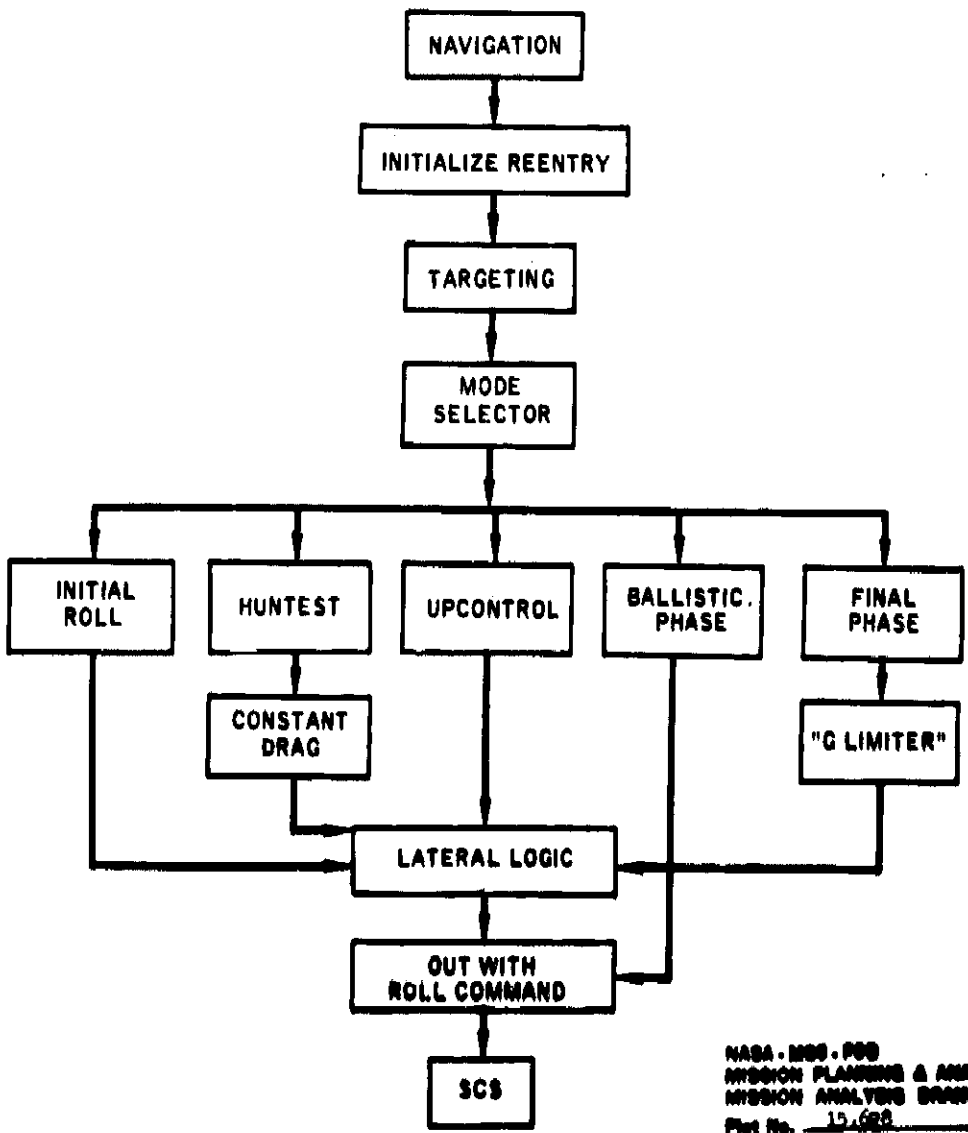 NAVIGATION
INITIALIZE REENTRY
TARGETING
MODE
SELECTOR
INITIAL
ROLL
HUNTEST
UPCONTROL
BALLISTIC.
PHASE
FINAL
PHASE
CONSTANT
DRAG
"G LIMITER"
LATERAL LOGIC
OUT WITH
ROLL COMMAND
SCS
NASA
MISSION PLANNING &
MISSION ANALYSIS
Plot No.